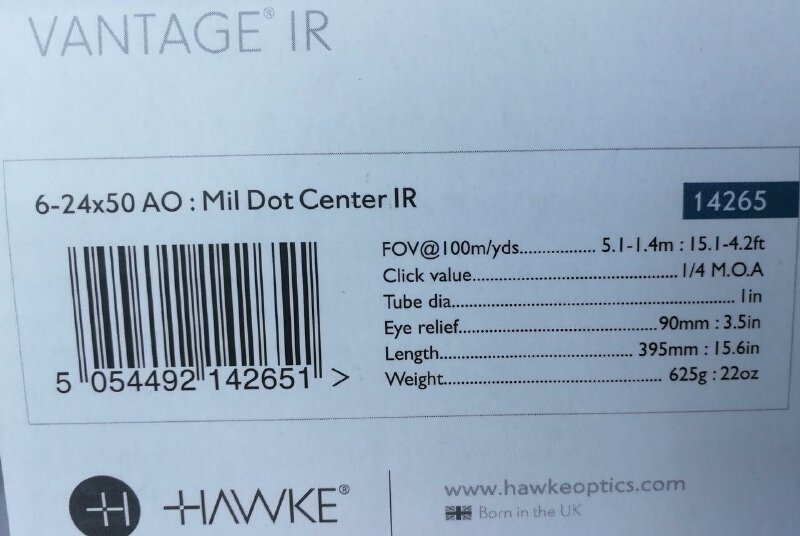 VANTAGE® IR
6-24x50 AO : Mil Dot Center IR
14265
FOV@100m/yds............... 5.1-1.4m : 15.1-4.2ft
Click value........................................ 1/4 M.O.A
Tube dia....................................................... 1in
Eye relief.......................................90mm : 3.5in
Length..................................... 395mm : 15.6in
Weight.......................................... 625g : 22oz
5 054492 142651 >
H HAWKE®
www.hawkeoptics.com
Born in the UK